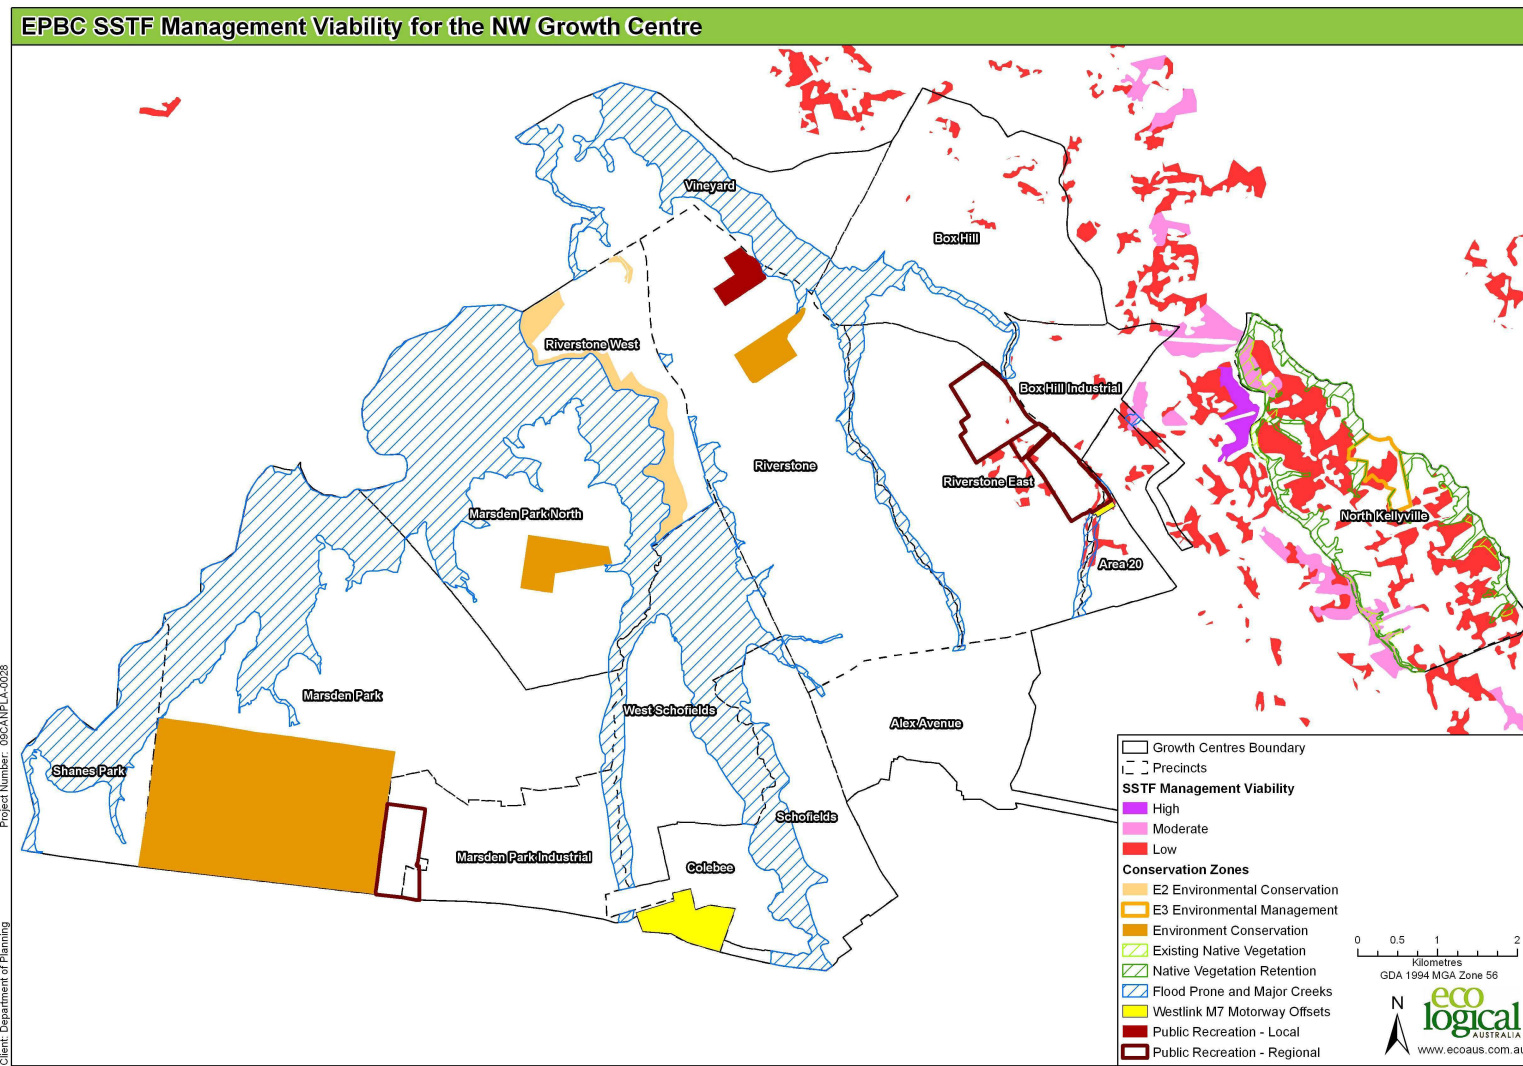 EPBC SSTF Management Viability for the NW Growth Centre
Vineyard
Box Hill
Riverstone West
Box Hill Industrial
Riverstone
Riverstone East
Marsden Park North
North Kellyville
Area 20
Marsden Park
West Schofields
Alex Avenue
Shanes Park
Schofields
Marsden Park Industrial
Colebee
Project Number: 09CANPLA-0028
Client: Department of Planning
Growth Centres Boundary
Precincts
SSTF Management Viability
High
Moderate
Low
Conservation Zones
E2 Environmental Conservation
E3 Environmental Management
Environment Conservation
Existing Native Vegetation
Native Vegetation Retention
Flood Prone and Major Creeks
Westlink M7 Motorway Offsets
Public Recreation - Local
Public Recreation - Regional
0 0.5 1 2
Kilometres
GDA 1994 MGA Zone 56
N
eco
logical
AUSTRALIA
www.ecoaus.com.au